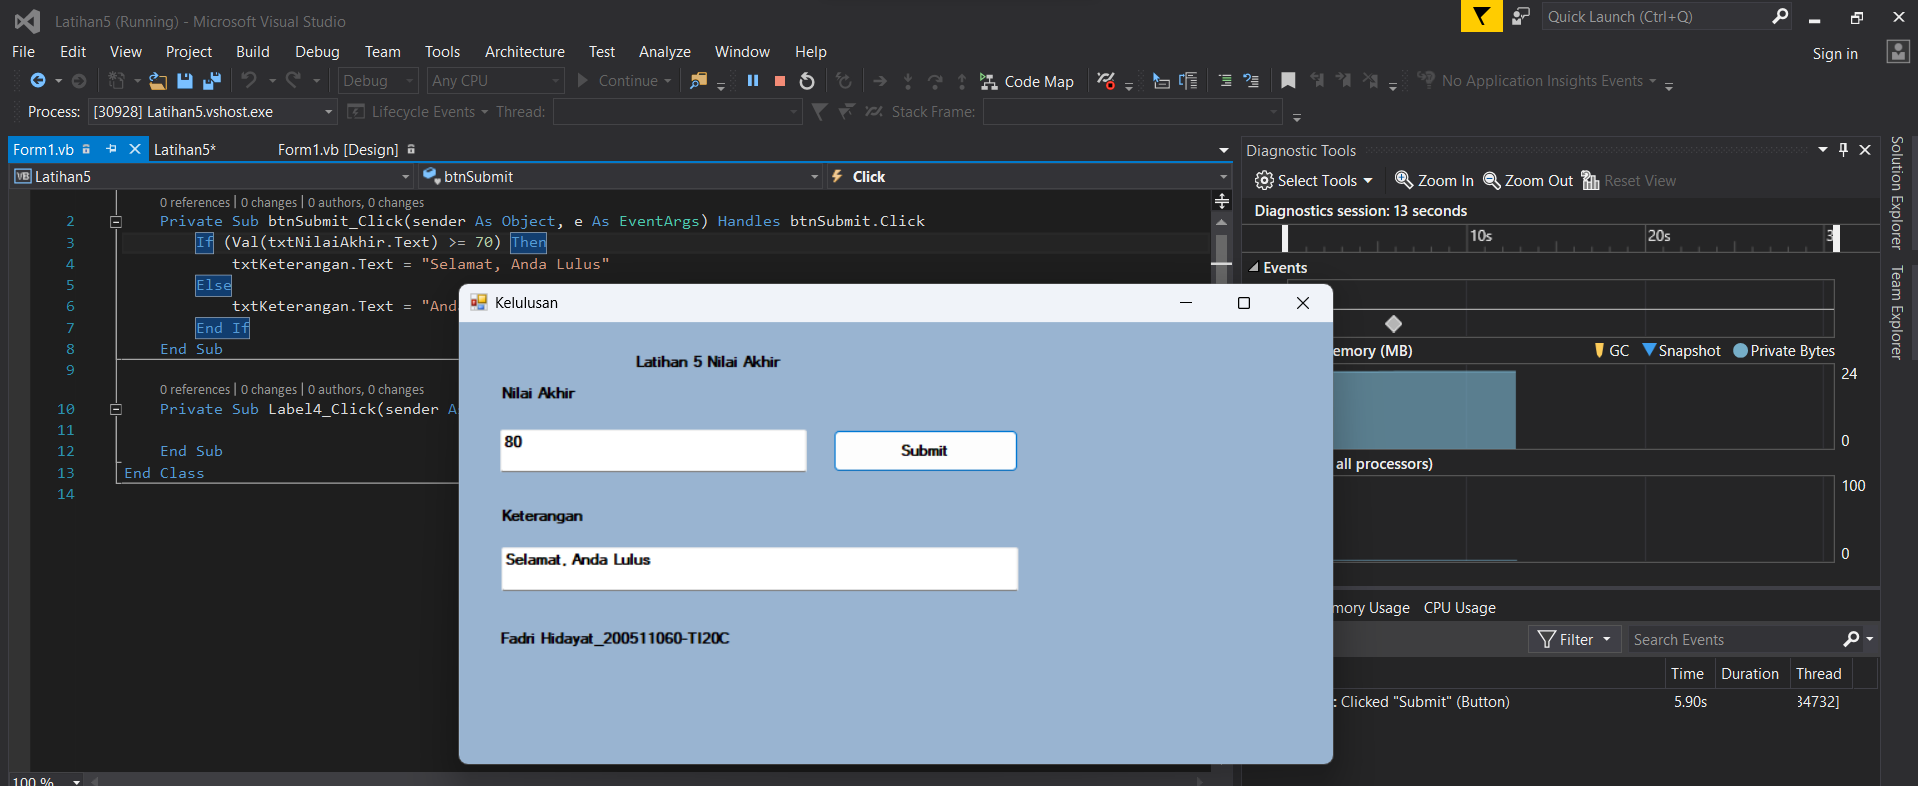 Latihan5 (Running) - Microsoft Visual Studio
Quick Launch (Ctrl+Q)
File Edit View Project Build Debug Team Tools Architecture Test Analyze Window Help
Sign in
Debug Any CPU Continue Code Map No Application Insights Events
Process: [30928] Latihan5.vshost.exe Lifecycle Events Thread: Stack Frame:
Form1.vb Latihan5* Form1.vb [Design]
VB Latihan5 btnSubmit Click
0 references | 0 changes | 0 authors, 0 changes
2 Private Sub btnSubmit_Click(sender As Object, e As EventArgs) Handles btnSubmit.Click
3 If (Val(txtNilaiAkhir.Text) >= 70) Then
4 txtKeterangan.Text = "Selamat, Anda Lulus"
5 Else
6 txtKeterangan.Text = "And
7 End If
8 End Sub
9
0 references | 0 changes | 0 authors, 0 changes
10 Private Sub Label4_Click(sender A
11
12 End Sub
13 End Class
14
100 %
Kelulusan
Latihan 5 Nilai Akhir
Nilai Akhir
80
Submit
Keterangan
Selamat, Anda Lulus
Fadri Hidayat_200511060-TI20C
Diagnostic Tools
Select Tools Zoom In Zoom Out Reset View
Diagnostics session: 13 seconds
10s 20s 3
Events
emory (MB) GC Snapshot Private Bytes
24
0
all processors)
100
0
mory Usage CPU Usage
Filter Search Events
Time Duration Thread
: Clicked "Submit" (Button) 5.90s 34732]
Solution Explorer
Team Explorer